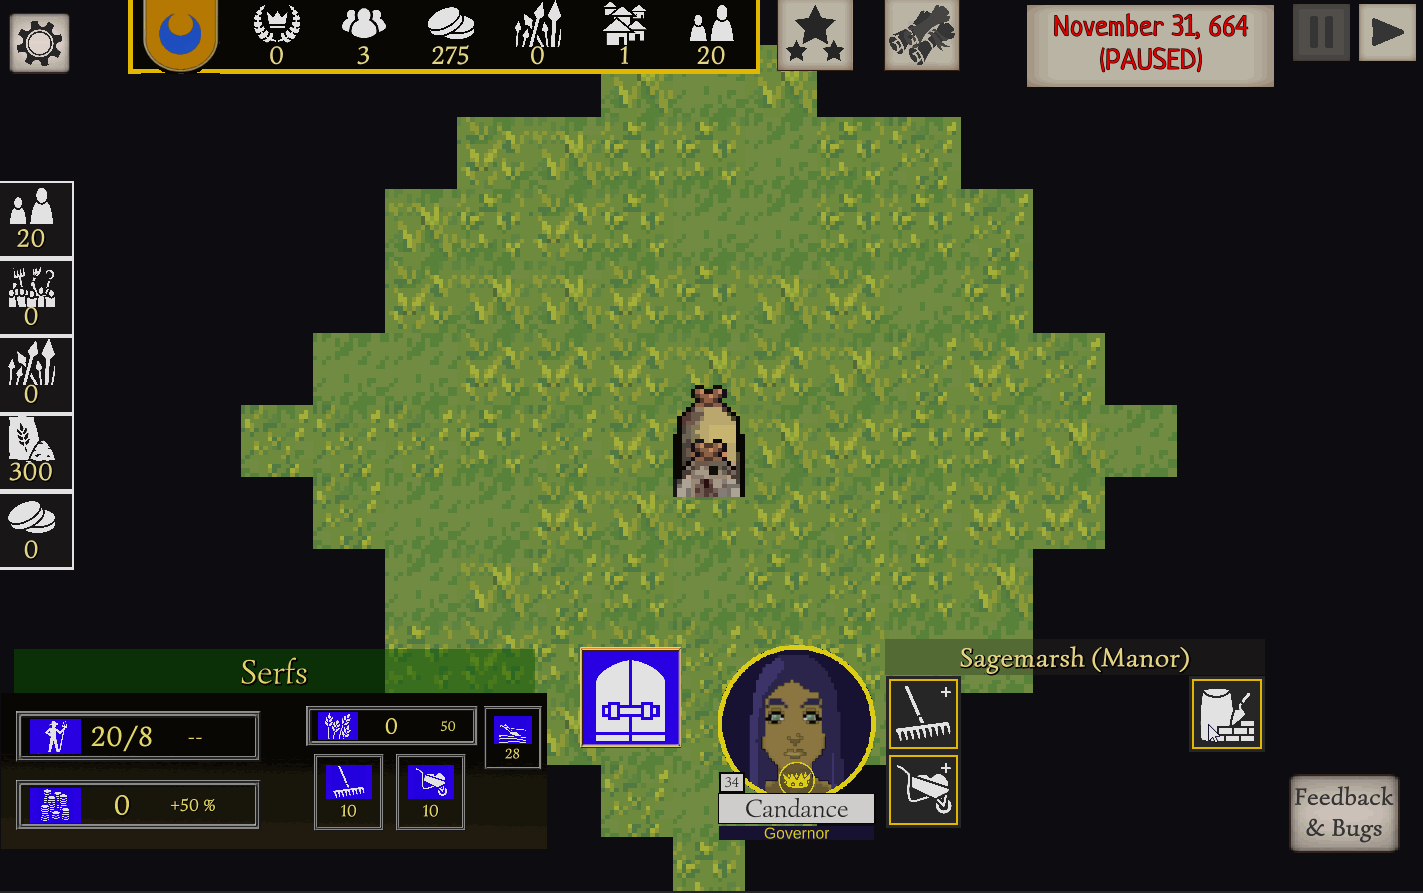 0 3 275 0 1 20
November 31, 664
(PAUSED)
20
0
0
300
0
Serfs
20/8 --
0 50
28
0 +50 %
10 10
34
Candance
Governor
Sagemarsh (Manor)
+
+
Feedback
& Bugs